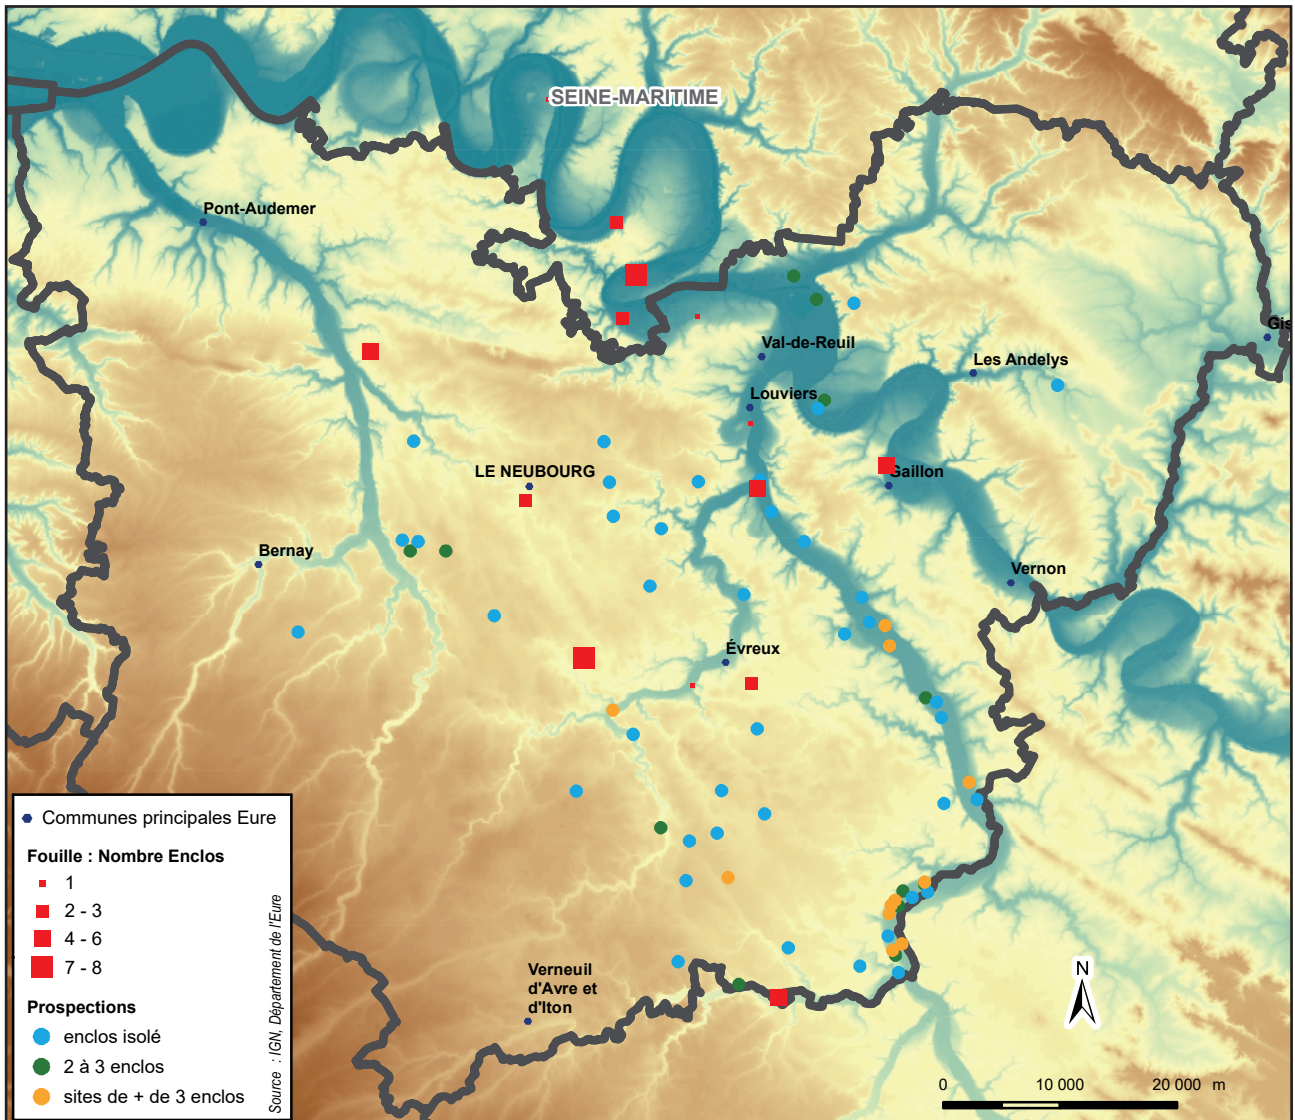 SEINE-MARITIME
Pont-Audemer
Gis
Val-de-Reuil
Les Andelys
Louviers
LE NEUBOURG
Gaillon
Bernay
Vernon
Évreux
Verneuil
d'Avre et
d'Iton
Communes principales Eure
Fouille : Nombre Enclos
1
2 - 3
4 - 6
7 - 8
Prospections
enclos isolé
2 à 3 enclos
sites de + de 3 enclos
Source : IGN, Département de l'Eure
N
0 10 000 20 000 m